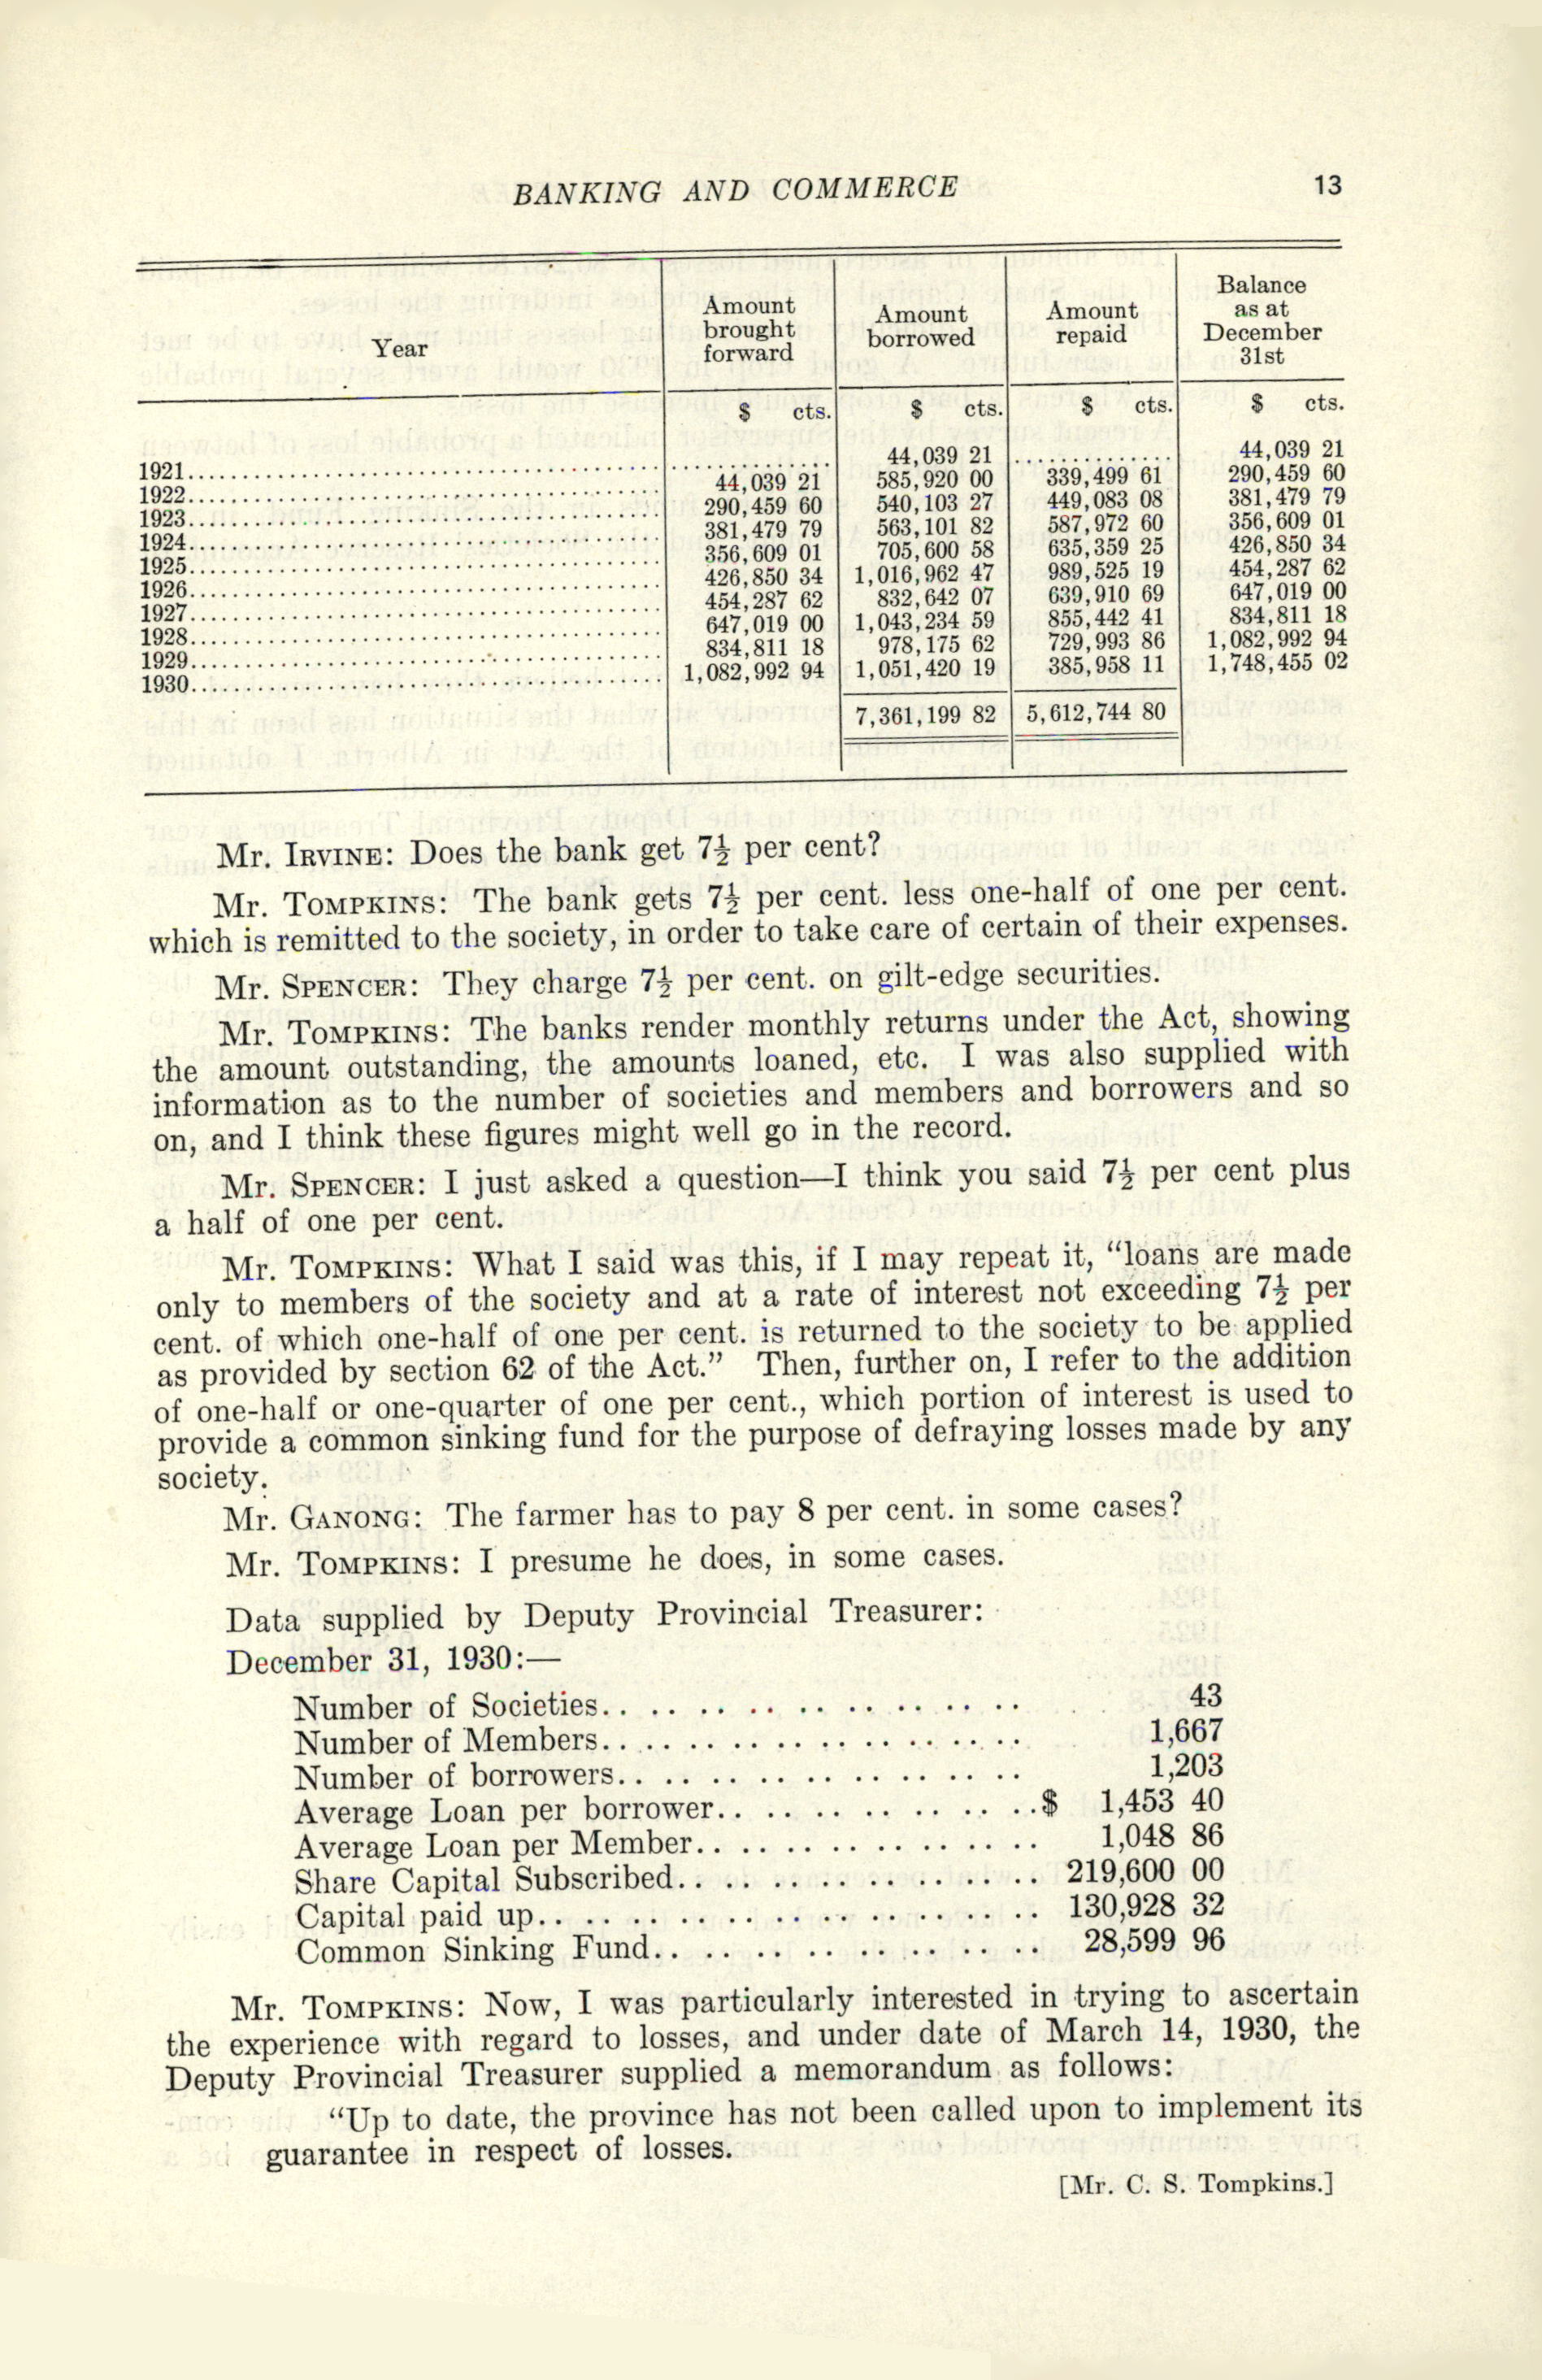 BANKING AND COMMERCE 13
Year Amount brought forward Amount borrowed Amount repaid Balance as at December 31st
$ cts. $ cts. $ cts. $ cts.
1921........ ........ 44,039 21 ........ 44,039 21
1922........ 44,039 21 585,920 00 339,499 61 290,459 60
1923........ 290,459 60 540,103 27 449,083 08 381,479 79
1924........ 381,479 79 563,101 82 587,972 60 356,609 01
1925........ 356,609 01 705,600 58 635,359 25 426,850 34
1926........ 426,850 34 1,016,962 47 989,525 19 454,287 62
1927........ 454,287 62 832,642 07 639,910 69 647,019 00
1928........ 647,019 00 1,043,234 59 855,442 41 834,811 18
1929........ 834,811 18 978,175 62 729,993 86 1,082,992 94
1930........ 1,082,992 94 1,051,420 19 385,958 11 1,748,455 02
7,361,199 82 5,612,744 80
Mr. IRVINE: Does the bank get 7½ per cent?
Mr. TOMPKINS: The bank gets 7½ per cent. less one-half of one per cent.
which is remitted to the society, in order to take care of certain of their expenses.
Mr. SPENCER: They charge 7½ per cent. on gilt-edge securities.
Mr. TOMPKINS: The banks render monthly returns under the Act, showing
the amount outstanding, the amounts loaned, etc. I was also supplied with
information as to the number of societies and members and borrowers and so
on, and I think these figures might well go in the record.
Mr. SPENCER: I just asked a question—I think you said 7½ per cent plus
a half of one per cent.
Mr. TOMPKINS: What I said was this, if I may repeat it, "loans are made
only to members of the society and at a rate of interest not exceeding 7½ per
cent. of which one-half of one per cent. is returned to the society to be applied
as provided by section 62 of the Act." Then, further on, I refer to the addition
of one-half or one-quarter of one per cent., which portion of interest is used to
provide a common sinking fund for the purpose of defraying losses made by any
society.
Mr. GANONG: The farmer has to pay 8 per cent. in some cases?
Mr. TOMPKINS: I presume he does, in some cases.
Data supplied by Deputy Provincial Treasurer:
December 31, 1930:—
Number of Societies........ 43
Number of Members........ 1,667
Number of borrowers........ 1,203
Average Loan per borrower........$ 1,453 40
Average Loan per Member........ 1,048 86
Share Capital Subscribed........ 219,600 00
Capital paid up........ 130,928 32
Common Sinking Fund........ 28,599 96
Mr. TOMPKINS: Now, I was particularly interested in trying to ascertain
the experience with regard to losses, and under date of March 14, 1930, the
Deputy Provincial Treasurer supplied a memorandum as follows:
"Up to date, the province has not been called upon to implement its
guarantee in respect of losses.
[Mr. C. S. Tompkins.]